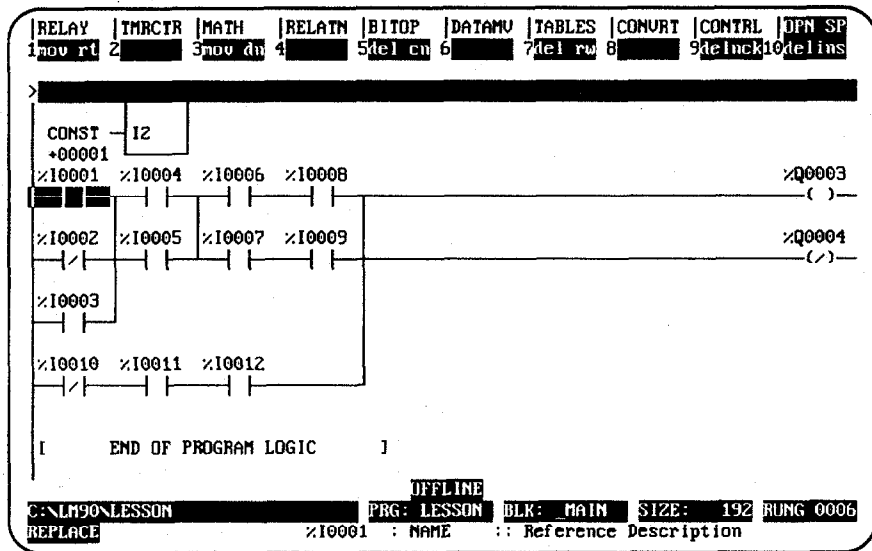 RELAY TMRCTR MATH RELATN BITOP DATAMV TABLES CONVRT CONTRL OPN SP
1mov rt 2 3mov dn 4 5del cn 6 7del rw 8 9delnck10delins
>
CONST I2
+00001
%I0001 %I0004 %I0006 %I0008 %Q0003
%I0002 %I0005 %I0007 %I0009 %Q0004
%I0003
%I0010 %I0011 %I0012
[ END OF PROGRAM LOGIC ]
OFFLINE
C:\LM90\LESSON PRG: LESSON BLK: _MAIN SIZE: 192 RUNG 0006
REPLACE %I0001 : NAME :: Reference Description